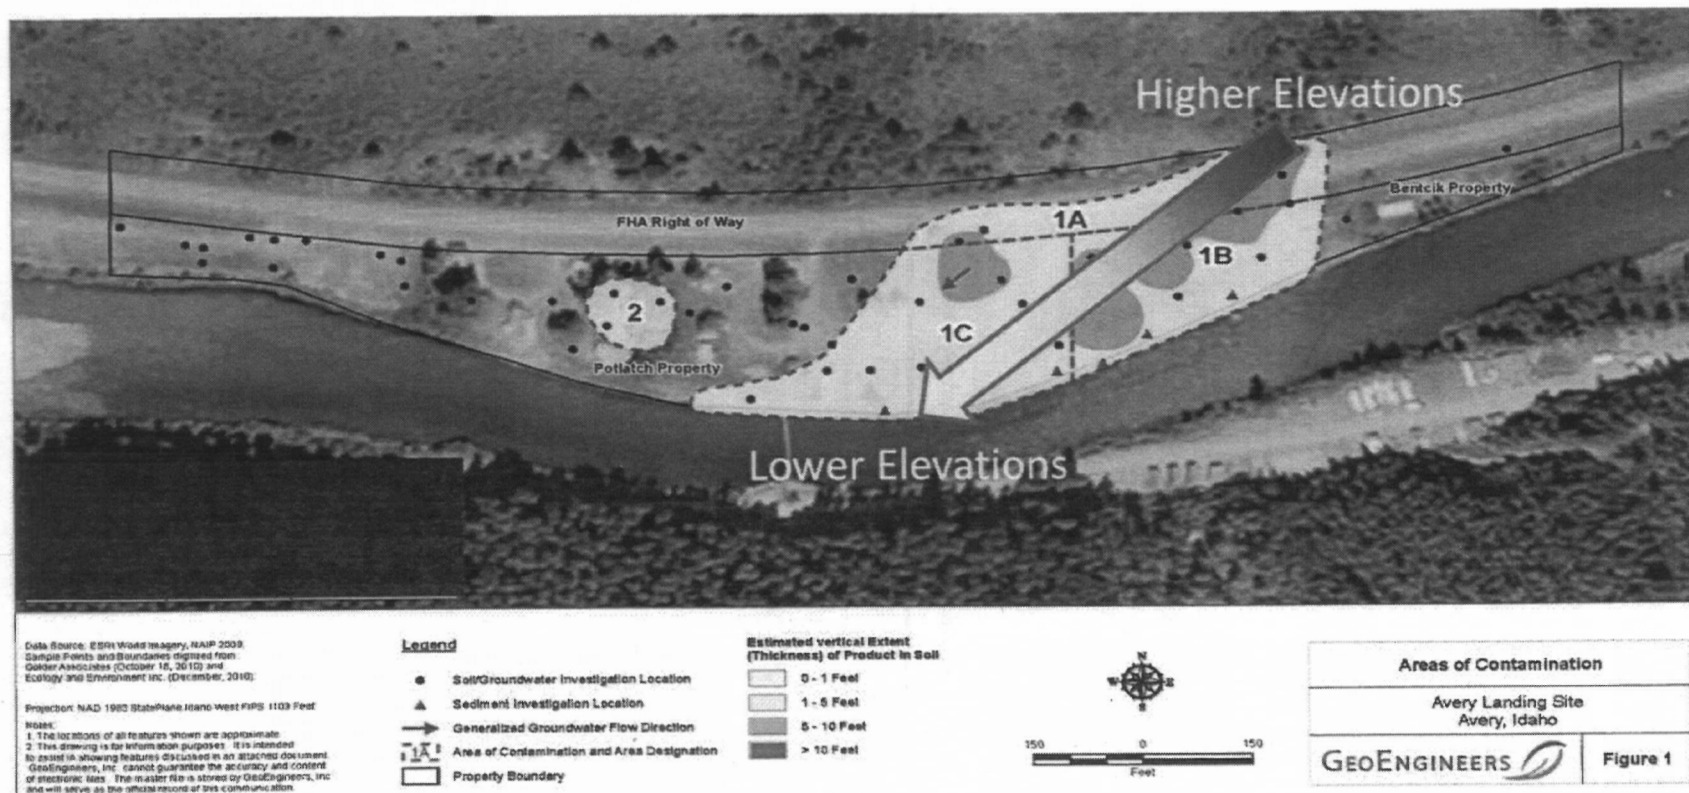 Higher Elevations
Bentcik Property
FHA Right of Way
1A
1B
2
1C
Potlatch Property
Lower Elevations
Data Source: ESRI World Imagery, NAIP 2009.
Sample Points and Boundaries digitized from
Golder Associates (October 18, 2010) and
Ecology and Environment Inc. (December, 2010).
Projection: NAD 1983 StatePlane Idaho West FIPS 1103 Feet
Notes:
1. The locations of all features shown are approximate.
2. This drawing is for information purposes. It is intended
to assist in showing features discussed in an attached document.
GeoEngineers, Inc. cannot guarantee the accuracy and content
of electronic files. The master file is stored by GeoEngineers, Inc.
and will serve as the official record of this communication.
Legend
Soil/Groundwater Investigation Location
Sediment Investigation Location
Generalized Groundwater Flow Direction
1A Area of Contamination and Area Designation
Property Boundary
Estimated vertical Extent
(Thickness) of Product in Soil
0 - 1 Feet
1 - 5 Feet
5 - 10 Feet
> 10 Feet
N
W E
S
150 0 150
Feet
Areas of Contamination
Avery Landing Site
Avery, Idaho
GEOENGINEERS
Figure 1